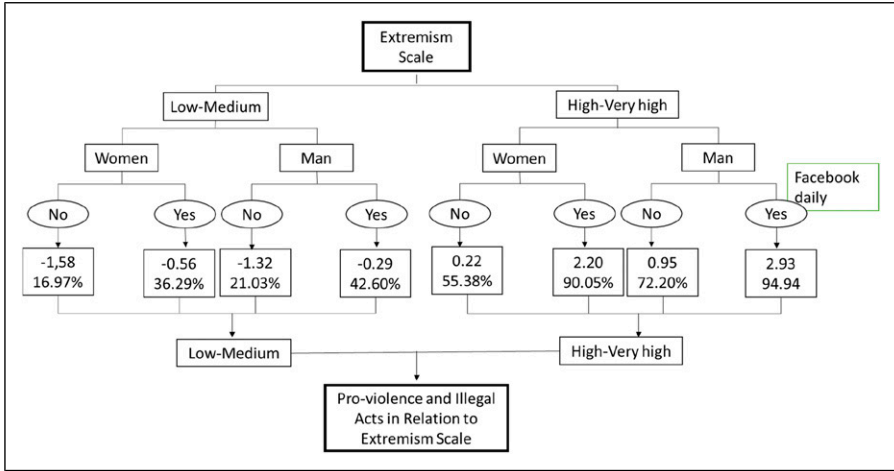 Extremism
Scale
Low-Medium
High-Very high
Women
Man
Women
Man
Facebook
daily
No
Yes
No
Yes
No
Yes
No
Yes
-1,58
16.97%
-0.56
36.29%
-1.32
21.03%
-0.29
42.60%
0.22
55.38%
2.20
90.05%
0.95
72.20%
2.93
94.94
Low-Medium
High-Very high
Pro-violence and Illegal
Acts in Relation to
Extremism Scale